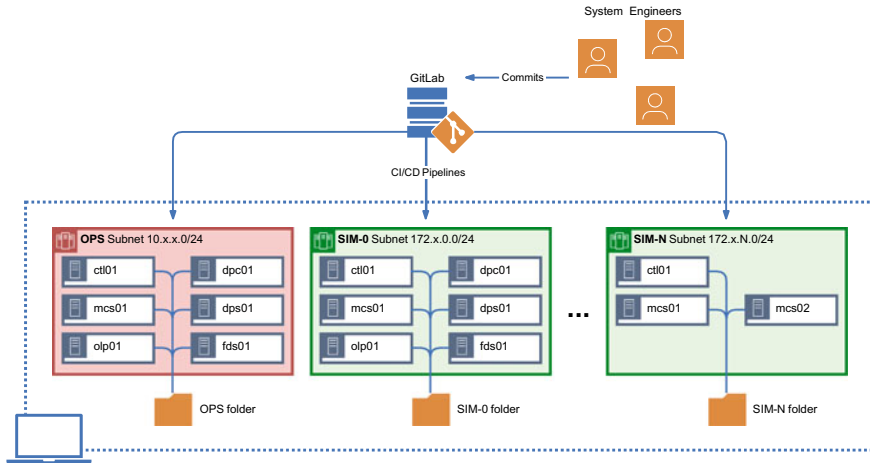 System Engineers
GitLab
Commits
CI/CD Pipelines
OPS Subnet 10.x.x.0/24
ctl01
dpc01
mcs01
dps01
olp01
fds01
OPS folder
SIM-0 Subnet 172.x.0.0/24
ctl01
dpc01
mcs01
dps01
olp01
fds01
SIM-0 folder
...
SIM-N Subnet 172.x.N.0/24
ctl01
mcs01
mcs02
SIM-N folder